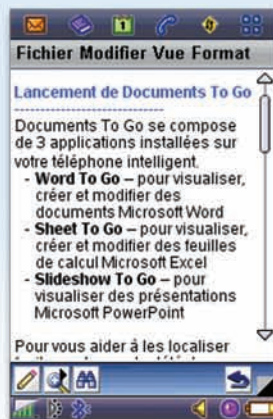 Fichier Modifier Vue Format
Lancement de Documents To Go
------------------------------
Documents To Go se compose
de 3 applications installées sur
votre téléphone intelligent.
- Word To Go – pour visualiser,
créer et modifier des
documents Microsoft Word
- Sheet To Go – pour visualiser,
créer et modifier des feuilles
de calcul Microsoft Excel
- Slideshow To Go – pour
visualiser des présentations
Microsoft PowerPoint
Pour vous aider à les localiser